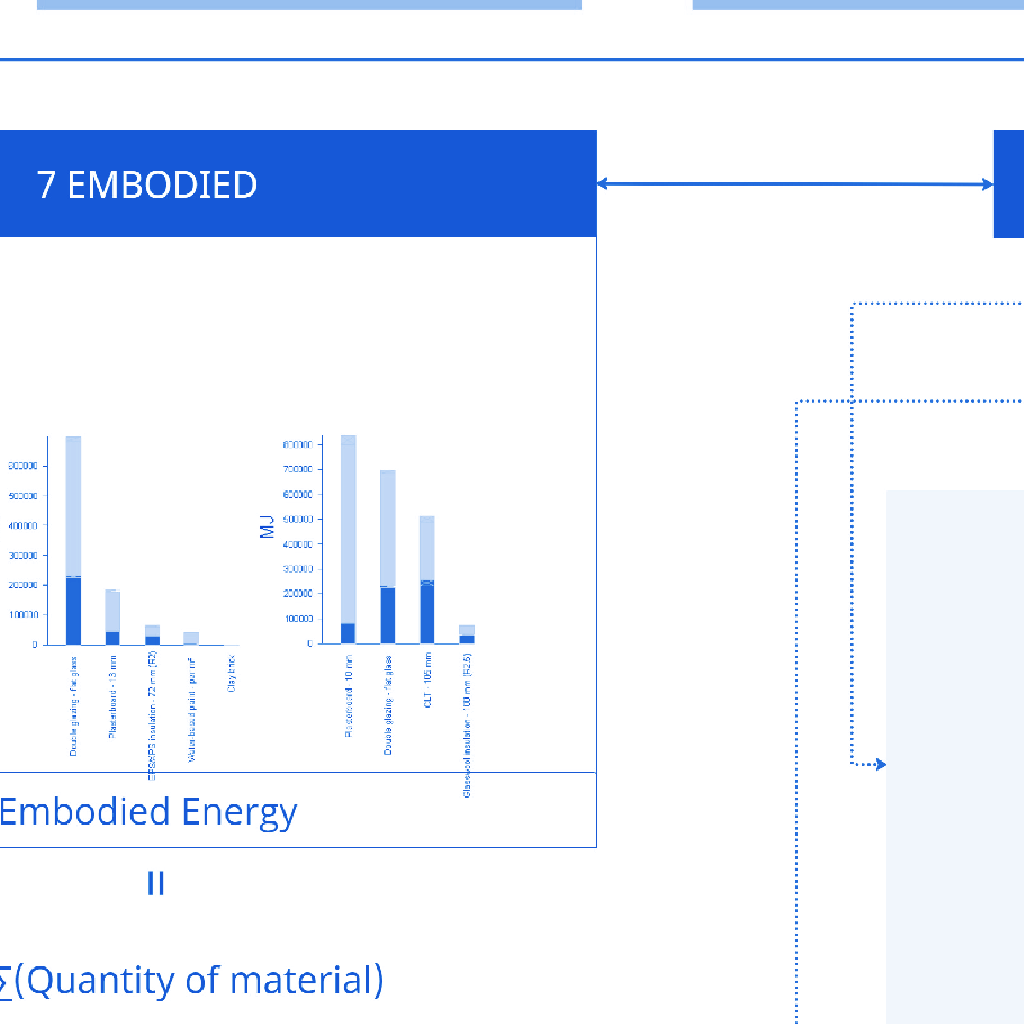 7 EMBODIED
600000
500000
400000
300000
200000
100000
0
Double glazing - flat glass
Plasterboard - 13 mm
EPS/XPS insulation - 72 mm (R2)
Water-based paint - per m²
Clay brick
MJ
800000
700000
600000
500000
400000
300000
200000
100000
0
Plasterboard - 10 mm
Double glazing - flat glass
CLT - 105 mm
Glasswool insulation - 100 mm (R2.5)
Embodied Energy
=
∑(Quantity of material)